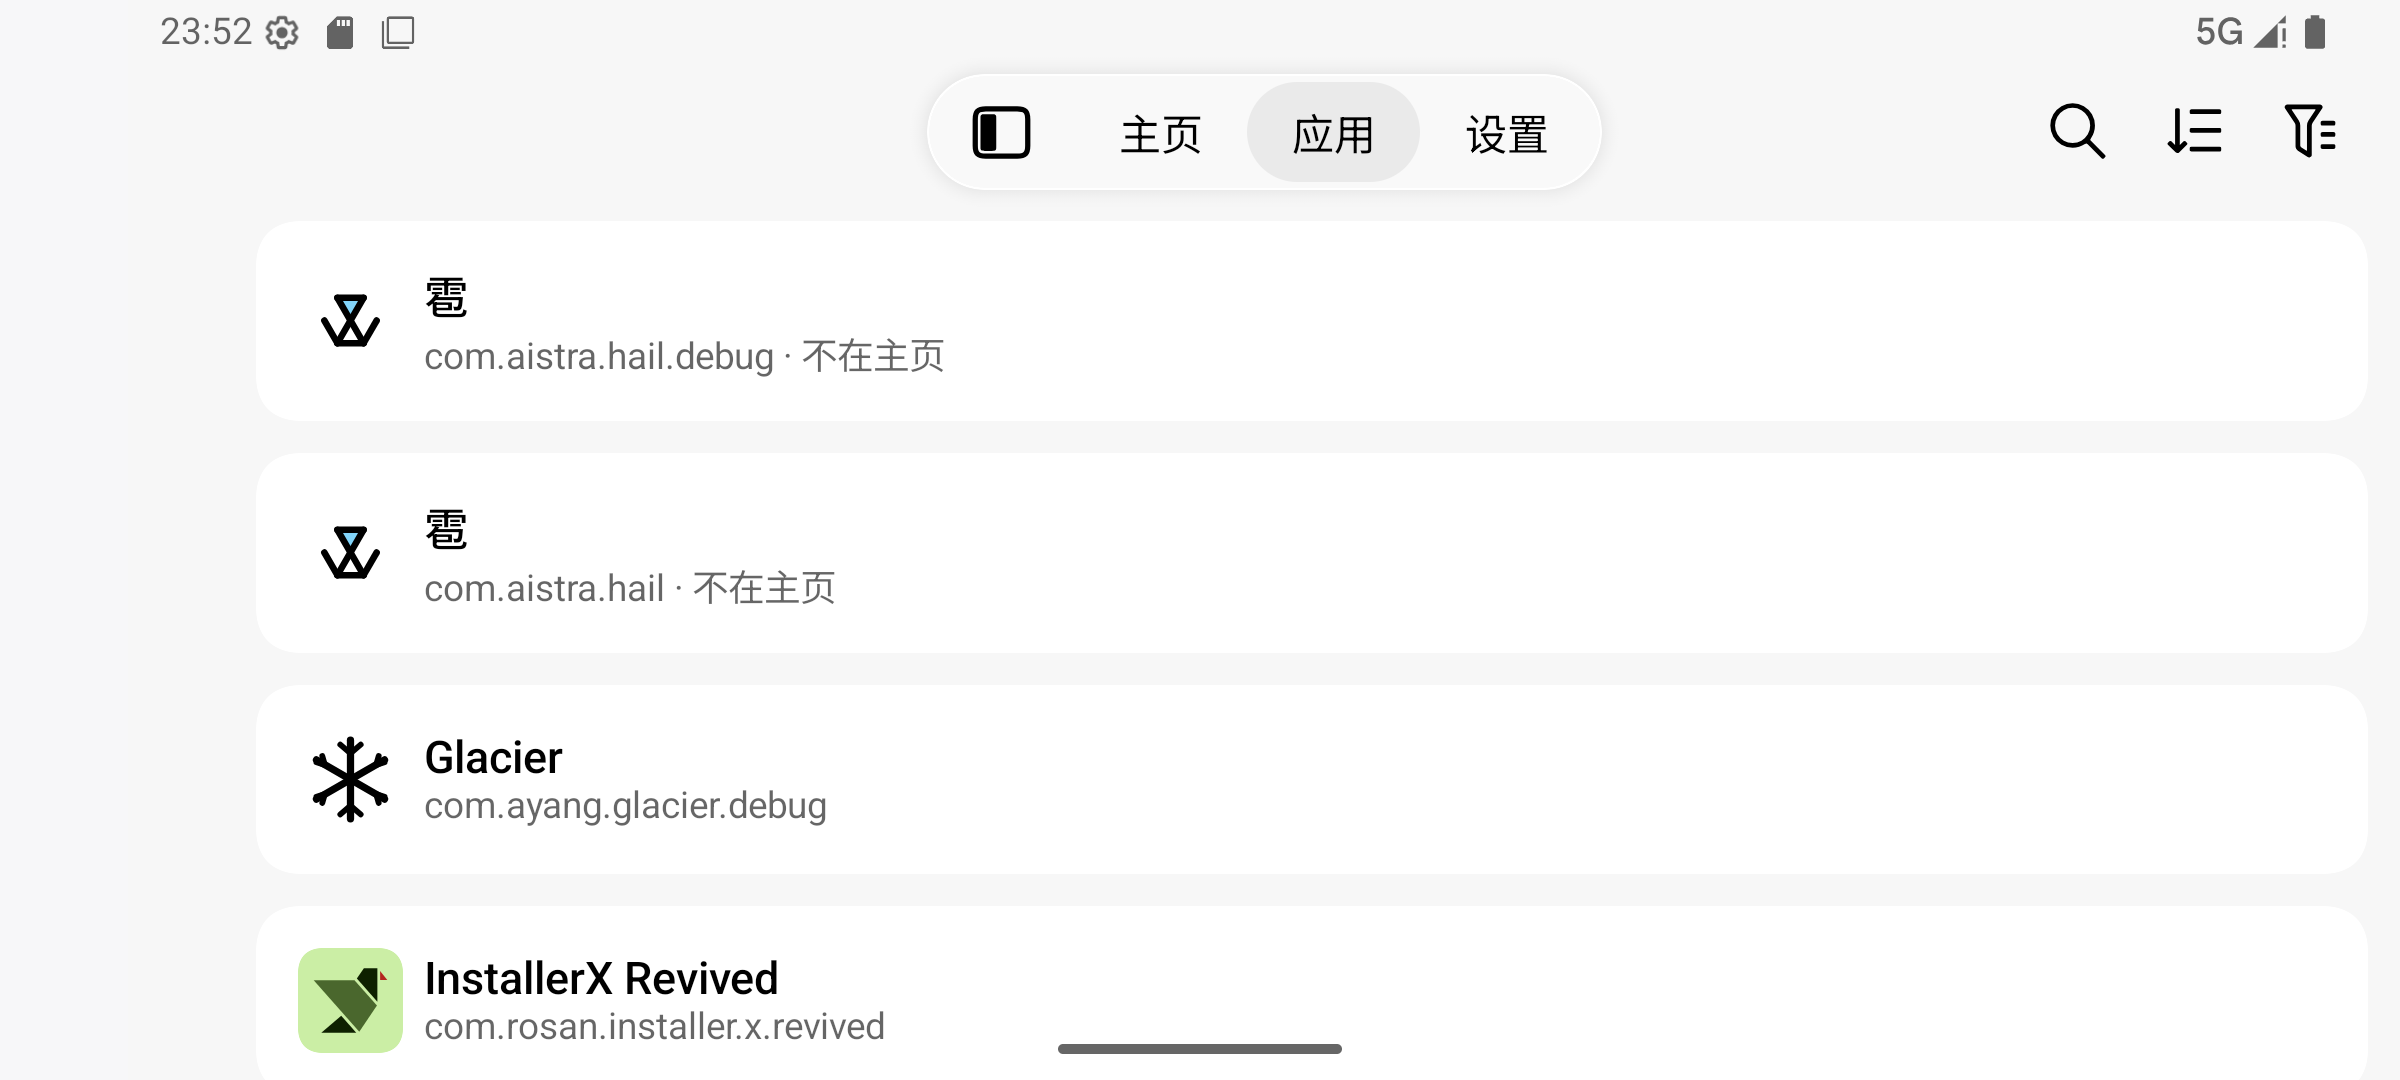 23:52
5G
主页 应用 设置
雹
com.aistra.hail.debug · 不在主页
雹
com.aistra.hail · 不在主页
Glacier
com.ayang.glacier.debug
InstallerX Revived
com.rosan.installer.x.revived